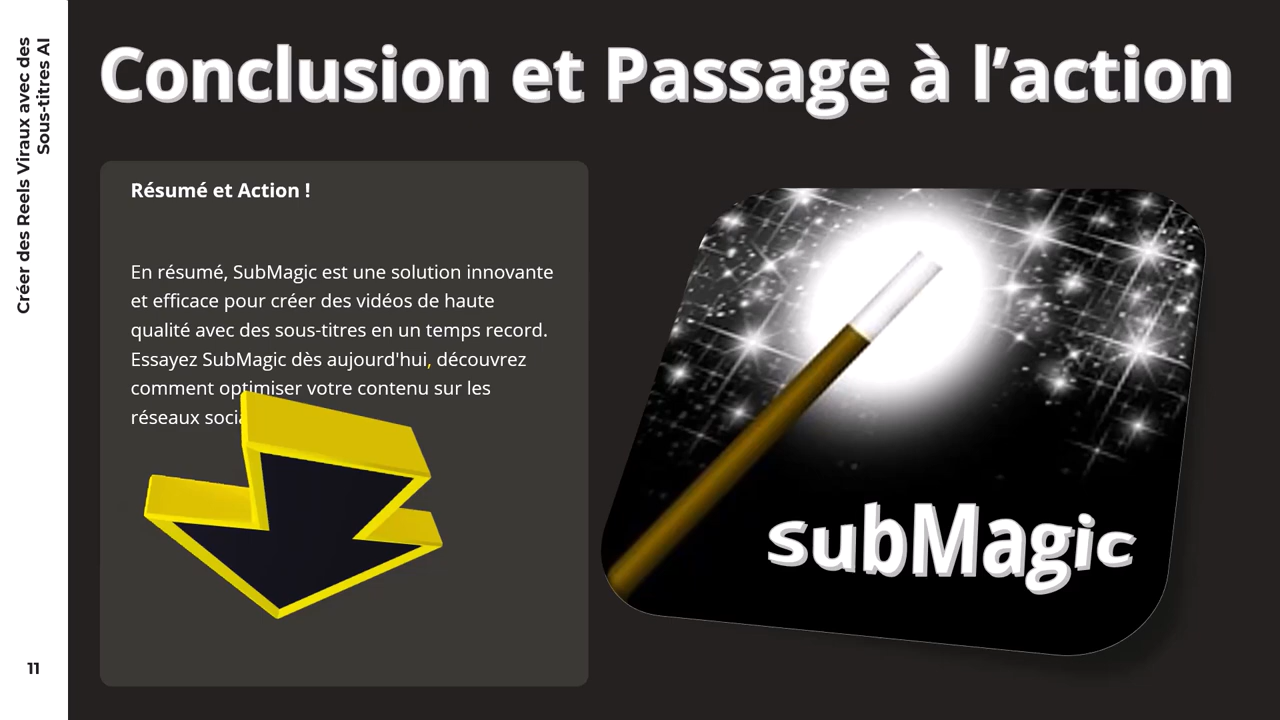 Créer des Reels Viraux avec des
Sous-titres AI
Conclusion et Passage à l’action
Résumé et Action !
En résumé, SubMagic est une solution innovante
et efficace pour créer des vidéos de haute
qualité avec des sous-titres en un temps record.
Essayez SubMagic dès aujourd'hui, découvrez
comment optimiser votre contenu sur les
réseaux
subMagic
11